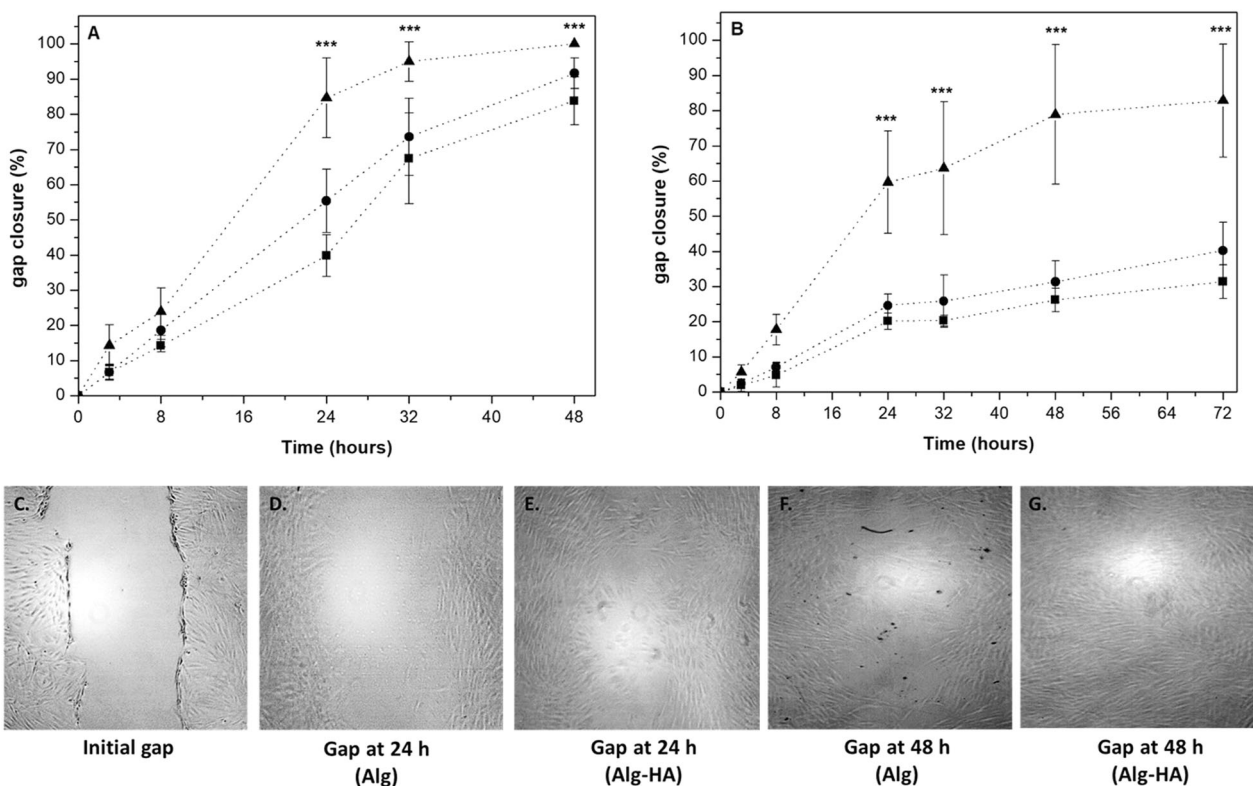 A
***
***
***
100
90
80
70
60
50
40
30
20
10
0
gap closure (%)
0 8 16 24 32 40 48
Time (hours)
B
***
***
***
***
100
90
80
70
60
50
40
30
20
10
0
gap closure (%)
0 8 16 24 32 40 48 56 64 72
Time (hours)
C.
D.
E.
F.
G.
Initial gap
Gap at 24 h
(Alg)
Gap at 24 h
(Alg-HA)
Gap at 48 h
(Alg)
Gap at 48 h
(Alg-HA)